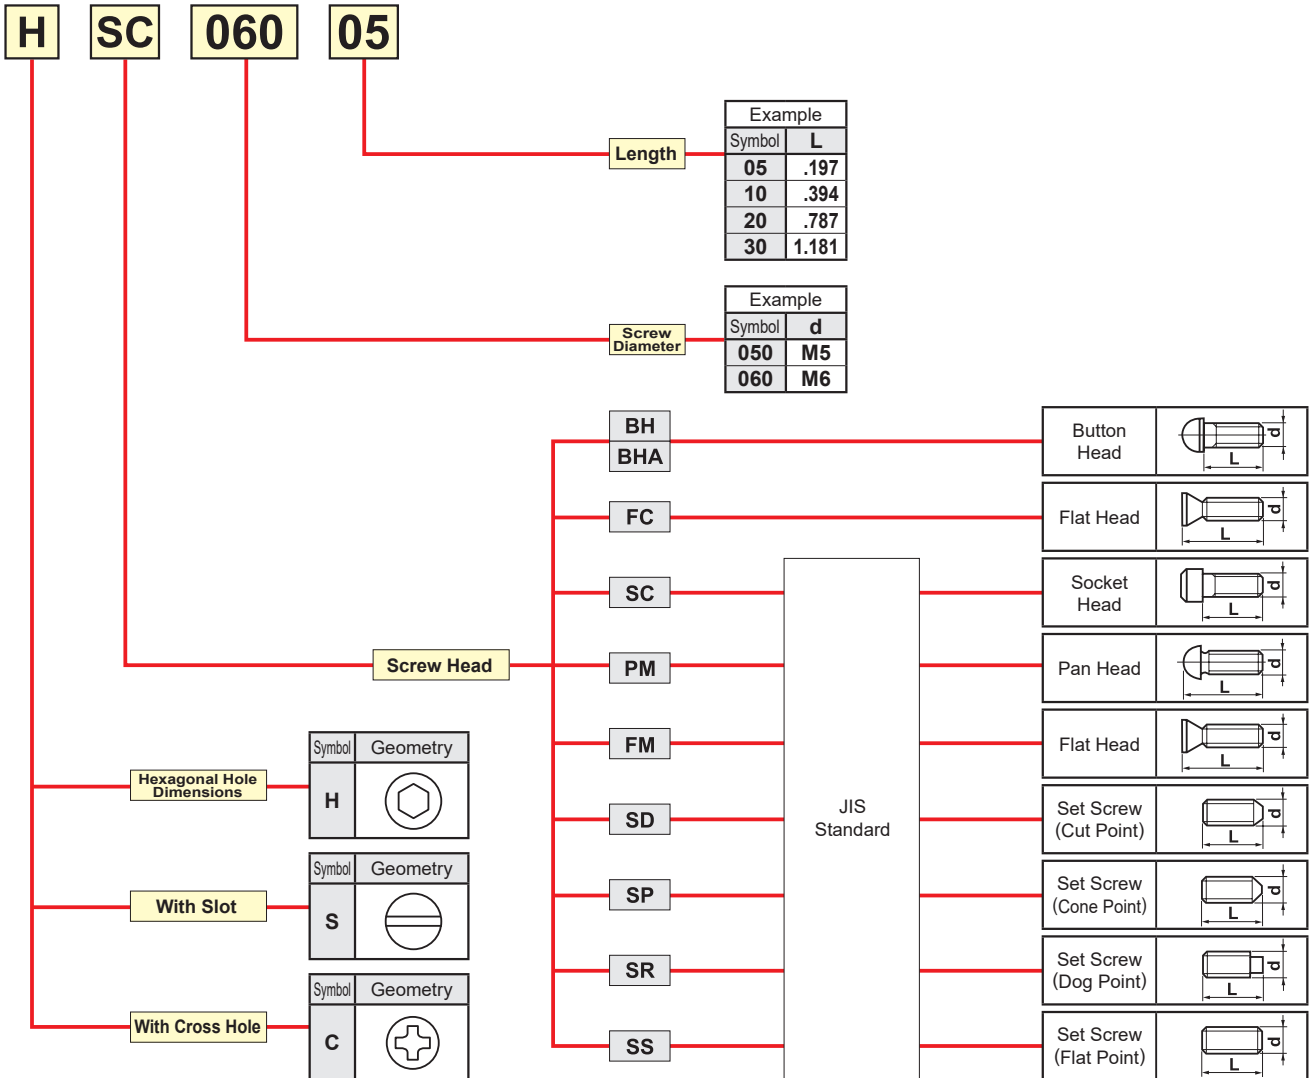 H SC 060 05
Length
Example
Symbol L
05 .197
10 .394
20 .787
30 1.181
Screw
Diameter
Example
Symbol d
050 M5
060 M6
BH
BHA
Button
Head
d
L
FC
Flat Head
d
L
SC
Socket
Head
d
L
Screw Head
PM
Pan Head
d
L
FM
Flat Head
d
L
SD
Set Screw
(Cut Point)
d
L
SP
Set Screw
(Cone Point)
d
L
SR
Set Screw
(Dog Point)
d
L
SS
Set Screw
(Flat Point)
d
L
JIS
Standard
Hexagonal Hole
Dimensions
Symbol Geometry
H
With Slot
Symbol Geometry
S
With Cross Hole
Symbol Geometry
C